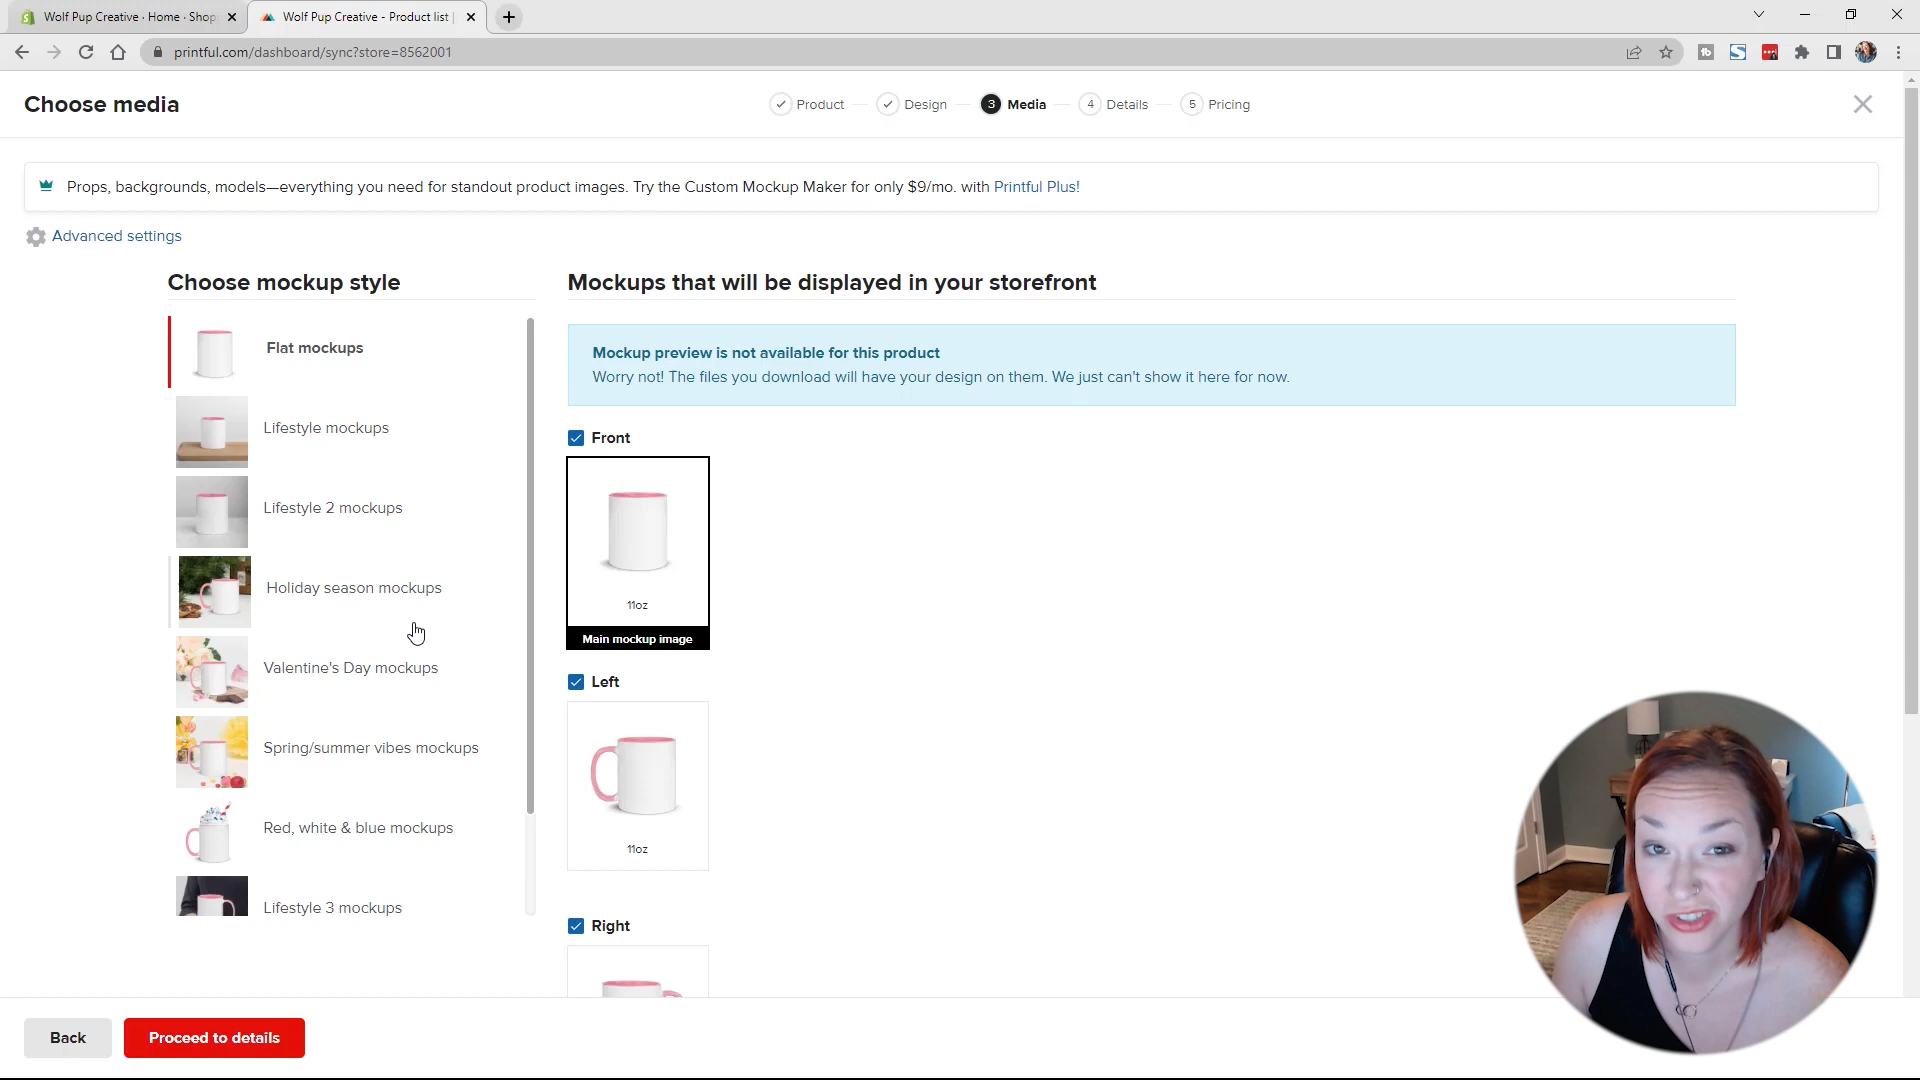 Wolf Pup Creative · Home · Shop
Wolf Pup Creative - Product list |
printful.com/dashboard/sync?store=8562001
Choose media
Product
Design
3 Media
4 Details
5 Pricing
Props, backgrounds, models—everything you need for standout product images. Try the Custom Mockup Maker for only $9/mo. with Printful Plus!
Advanced settings
Choose mockup style
Mockups that will be displayed in your storefront
Flat mockups
Lifestyle mockups
Lifestyle 2 mockups
Holiday season mockups
Valentine's Day mockups
Spring/summer vibes mockups
Red, white & blue mockups
Lifestyle 3 mockups
Mockup preview is not available for this product
Worry not! The files you download will have your design on them. We just can't show it here for now.
Front
11oz
Main mockup image
Left
11oz
Right
Back
Proceed to details